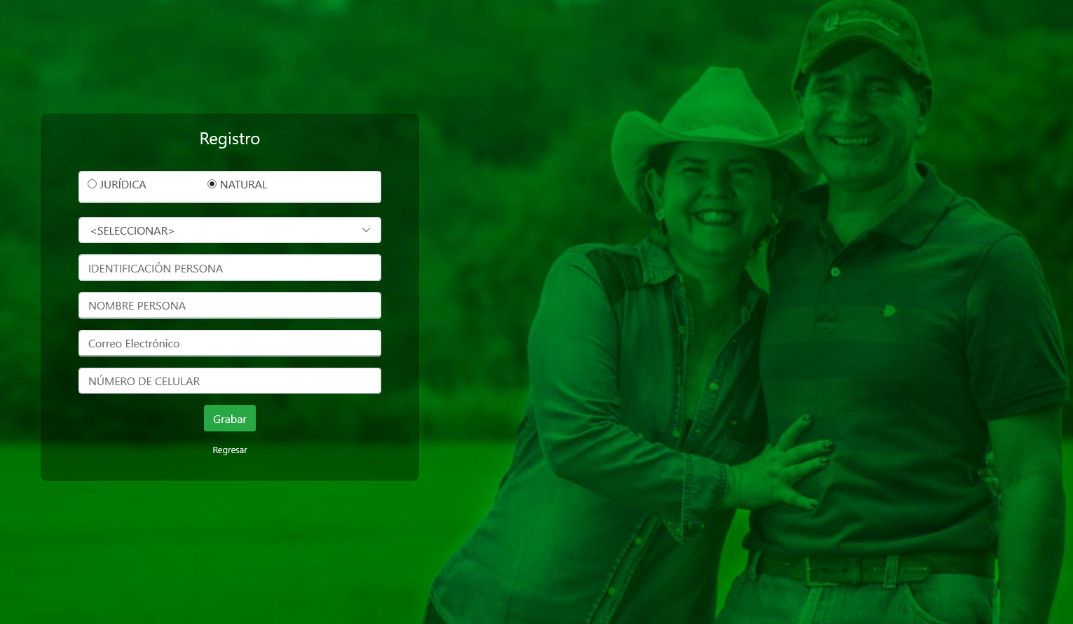 Registro
JURÍDICA NATURAL
<SELECCIONAR>
IDENTIFICACIÓN PERSONA
NOMBRE PERSONA
Correo Electrónico
NÚMERO DE CELULAR
Grabar
Regresar